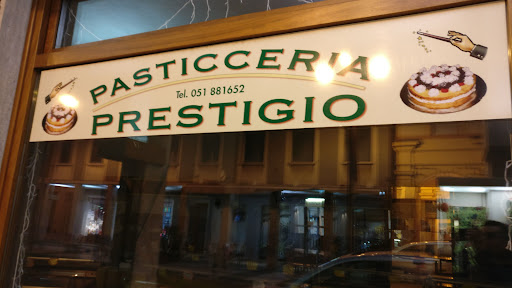 PASTICCERIA
Tel. 051 881652
PRESTIGIO